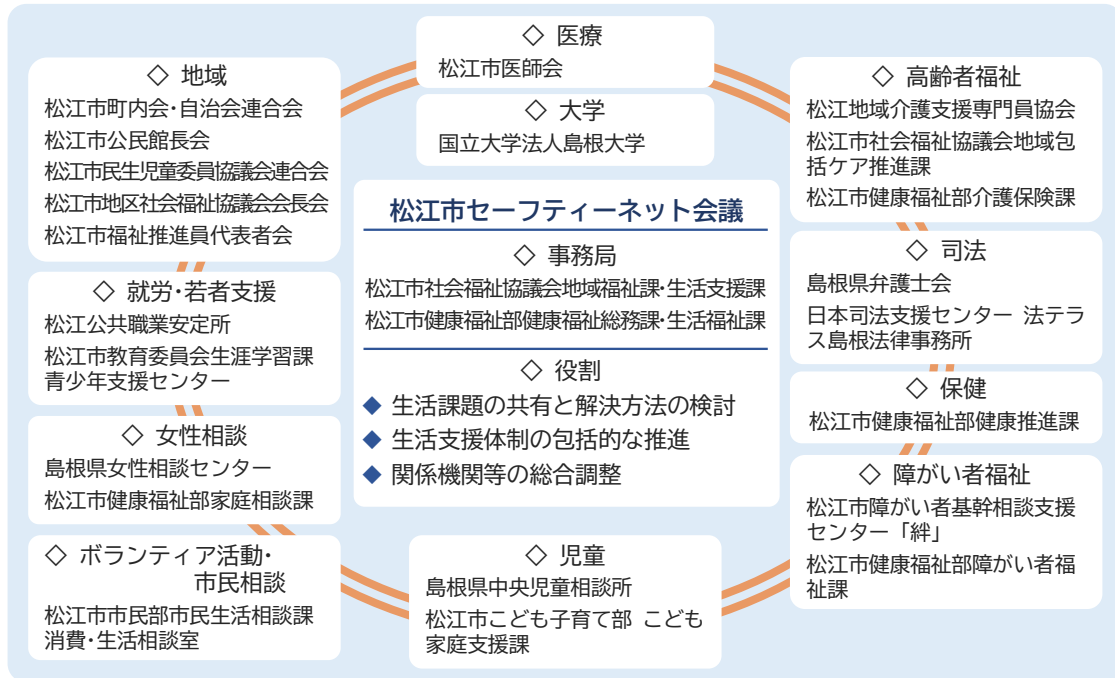 ◇ 医療
松江市医師会
◇ 大学
国立大学法人島根大学
◇ 地域
松江市町内会・自治会連合会
松江市公民館長会
松江市民生児童委員協議会連合会
松江市地区社会福祉協議会会長会
松江市福祉推進員代表者会
◇ 就労・若者支援
松江公共職業安定所
松江市教育委員会生涯学習課
青少年支援センター
◇ 女性相談
島根県女性相談センター
松江市健康福祉部家庭相談課
◇ ボランティア活動・
市民相談
松江市市民部市民生活相談課
消費・生活相談室
松江市セーフティーネット会議
◇ 事務局
松江市社会福祉協議会地域福祉課・生活支援課
松江市健康福祉部健康福祉総務課・生活福祉課
◇ 役割
◆ 生活課題の共有と解決方法の検討
◆ 生活支援体制の包括的な推進
◆ 関係機関等の総合調整
◇ 児童
島根県中央児童相談所
松江市こども子育て部 こども
家庭支援課
◇ 高齢者福祉
松江地域介護支援専門員協会
松江市社会福祉協議会地域包
括ケア推進課
松江市健康福祉部介護保険課
◇ 司法
島根県弁護士会
日本司法支援センター 法テラ
ス島根法律事務所
◇ 保健
松江市健康福祉部健康推進課
◇ 障がい者福祉
松江市障がい者基幹相談支援
センター「絆」
松江市健康福祉部障がい者福
祉課